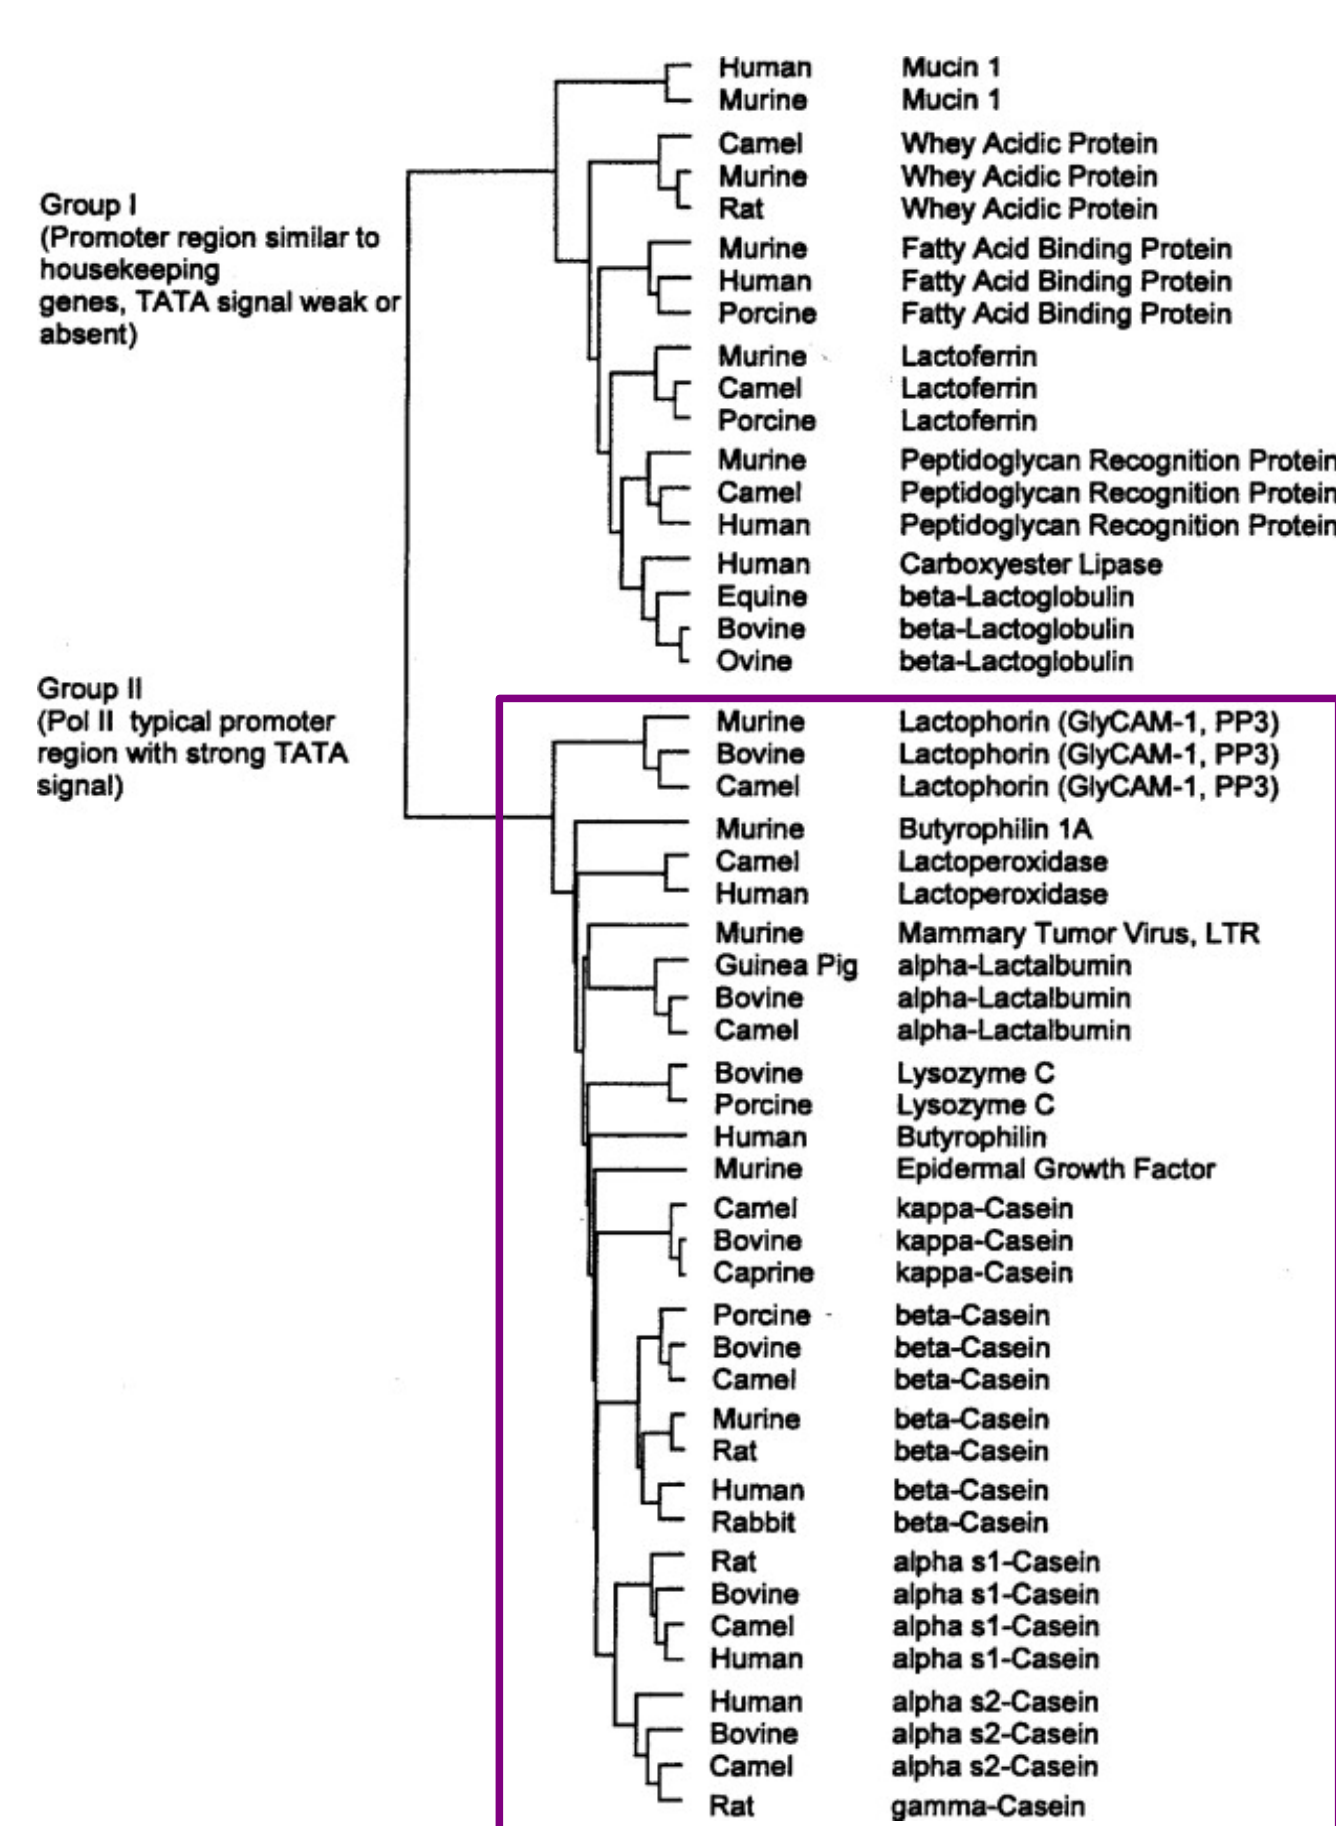 Human Mucin 1
Murine Mucin 1
Camel Whey Acidic Protein
Murine Whey Acidic Protein
Rat Whey Acidic Protein
Group I
(Promoter region similar to
housekeeping
genes, TATA signal weak or
absent)
Murine Fatty Acid Binding Protein
Human Fatty Acid Binding Protein
Porcine Fatty Acid Binding Protein
Murine Lactoferrin
Camel Lactoferrin
Porcine Lactoferrin
Murine Peptidoglycan Recognition Protein
Camel Peptidoglycan Recognition Protein
Human Peptidoglycan Recognition Protein
Human Carboxyester Lipase
Equine beta-Lactoglobulin
Bovine beta-Lactoglobulin
Ovine beta-Lactoglobulin
Group II
(Pol II typical promoter
region with strong TATA
signal)
Murine Lactophorin (GlyCAM-1, PP3)
Bovine Lactophorin (GlyCAM-1, PP3)
Camel Lactophorin (GlyCAM-1, PP3)
Murine Butyrophilin 1A
Camel Lactoperoxidase
Human Lactoperoxidase
Murine Mammary Tumor Virus, LTR
Guinea Pig alpha-Lactalbumin
Bovine alpha-Lactalbumin
Camel alpha-Lactalbumin
Bovine Lysozyme C
Porcine Lysozyme C
Human Butyrophilin
Murine Epidermal Growth Factor
Camel kappa-Casein
Bovine kappa-Casein
Caprine kappa-Casein
Porcine beta-Casein
Bovine beta-Casein
Camel beta-Casein
Murine beta-Casein
Rat beta-Casein
Human beta-Casein
Rabbit beta-Casein
Rat alpha s1-Casein
Bovine alpha s1-Casein
Camel alpha s1-Casein
Human alpha s1-Casein
Human alpha s2-Casein
Bovine alpha s2-Casein
Camel alpha s2-Casein
Rat gamma-Casein